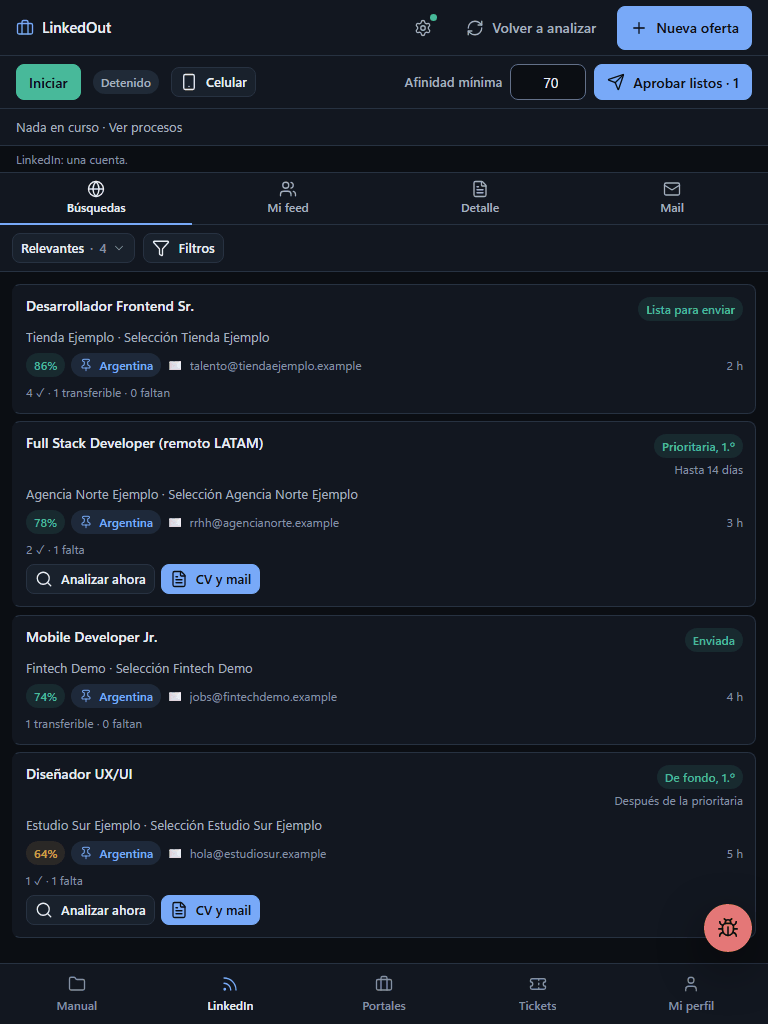 LinkedOut
Volver a analizar
Nueva oferta
Iniciar
Detenido
Celular
Afinidad mínima
70
Aprobar listos · 1
Nada en curso · Ver procesos
LinkedIn: una cuenta.
Búsquedas
Mi feed
Detalle
Mail
Relevantes · 4
Filtros
Desarrollador Frontend Sr.
Lista para enviar
Tienda Ejemplo · Selección Tienda Ejemplo
86%
Argentina
talento@tiendaejemplo.example
2 h
4 ✓ · 1 transferible · 0 faltan
Full Stack Developer (remoto LATAM)
Prioritaria, 1.º
Hasta 14 días
Agencia Norte Ejemplo · Selección Agencia Norte Ejemplo
78%
Argentina
rrhh@agencianorte.example
3 h
2 ✓ · 1 falta
Analizar ahora
CV y mail
Mobile Developer Jr.
Enviada
Fintech Demo · Selección Fintech Demo
74%
Argentina
jobs@fintechdemo.example
4 h
1 transferible · 0 faltan
Diseñador UX/UI
De fondo, 1.º
Después de la prioritaria
Estudio Sur Ejemplo · Selección Estudio Sur Ejemplo
64%
Argentina
hola@estudiosur.example
5 h
1 ✓ · 1 falta
Analizar ahora
CV y mail
Manual
LinkedIn
Portales
Tickets
Mi perfil